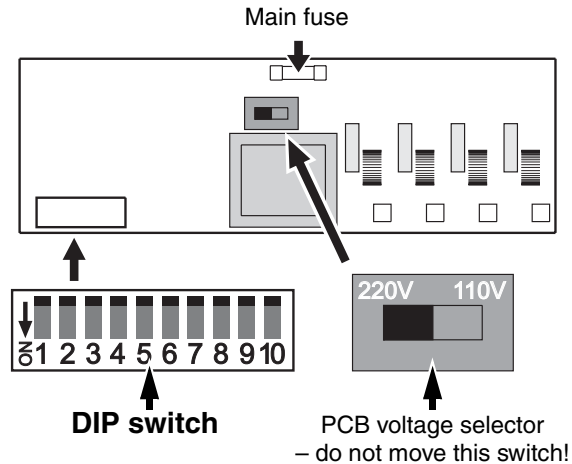 Main fuse
220V 110V
ON 1 2 3 4 5 6 7 8 9 10
DIP switch
PCB voltage selector
– do not move this switch!